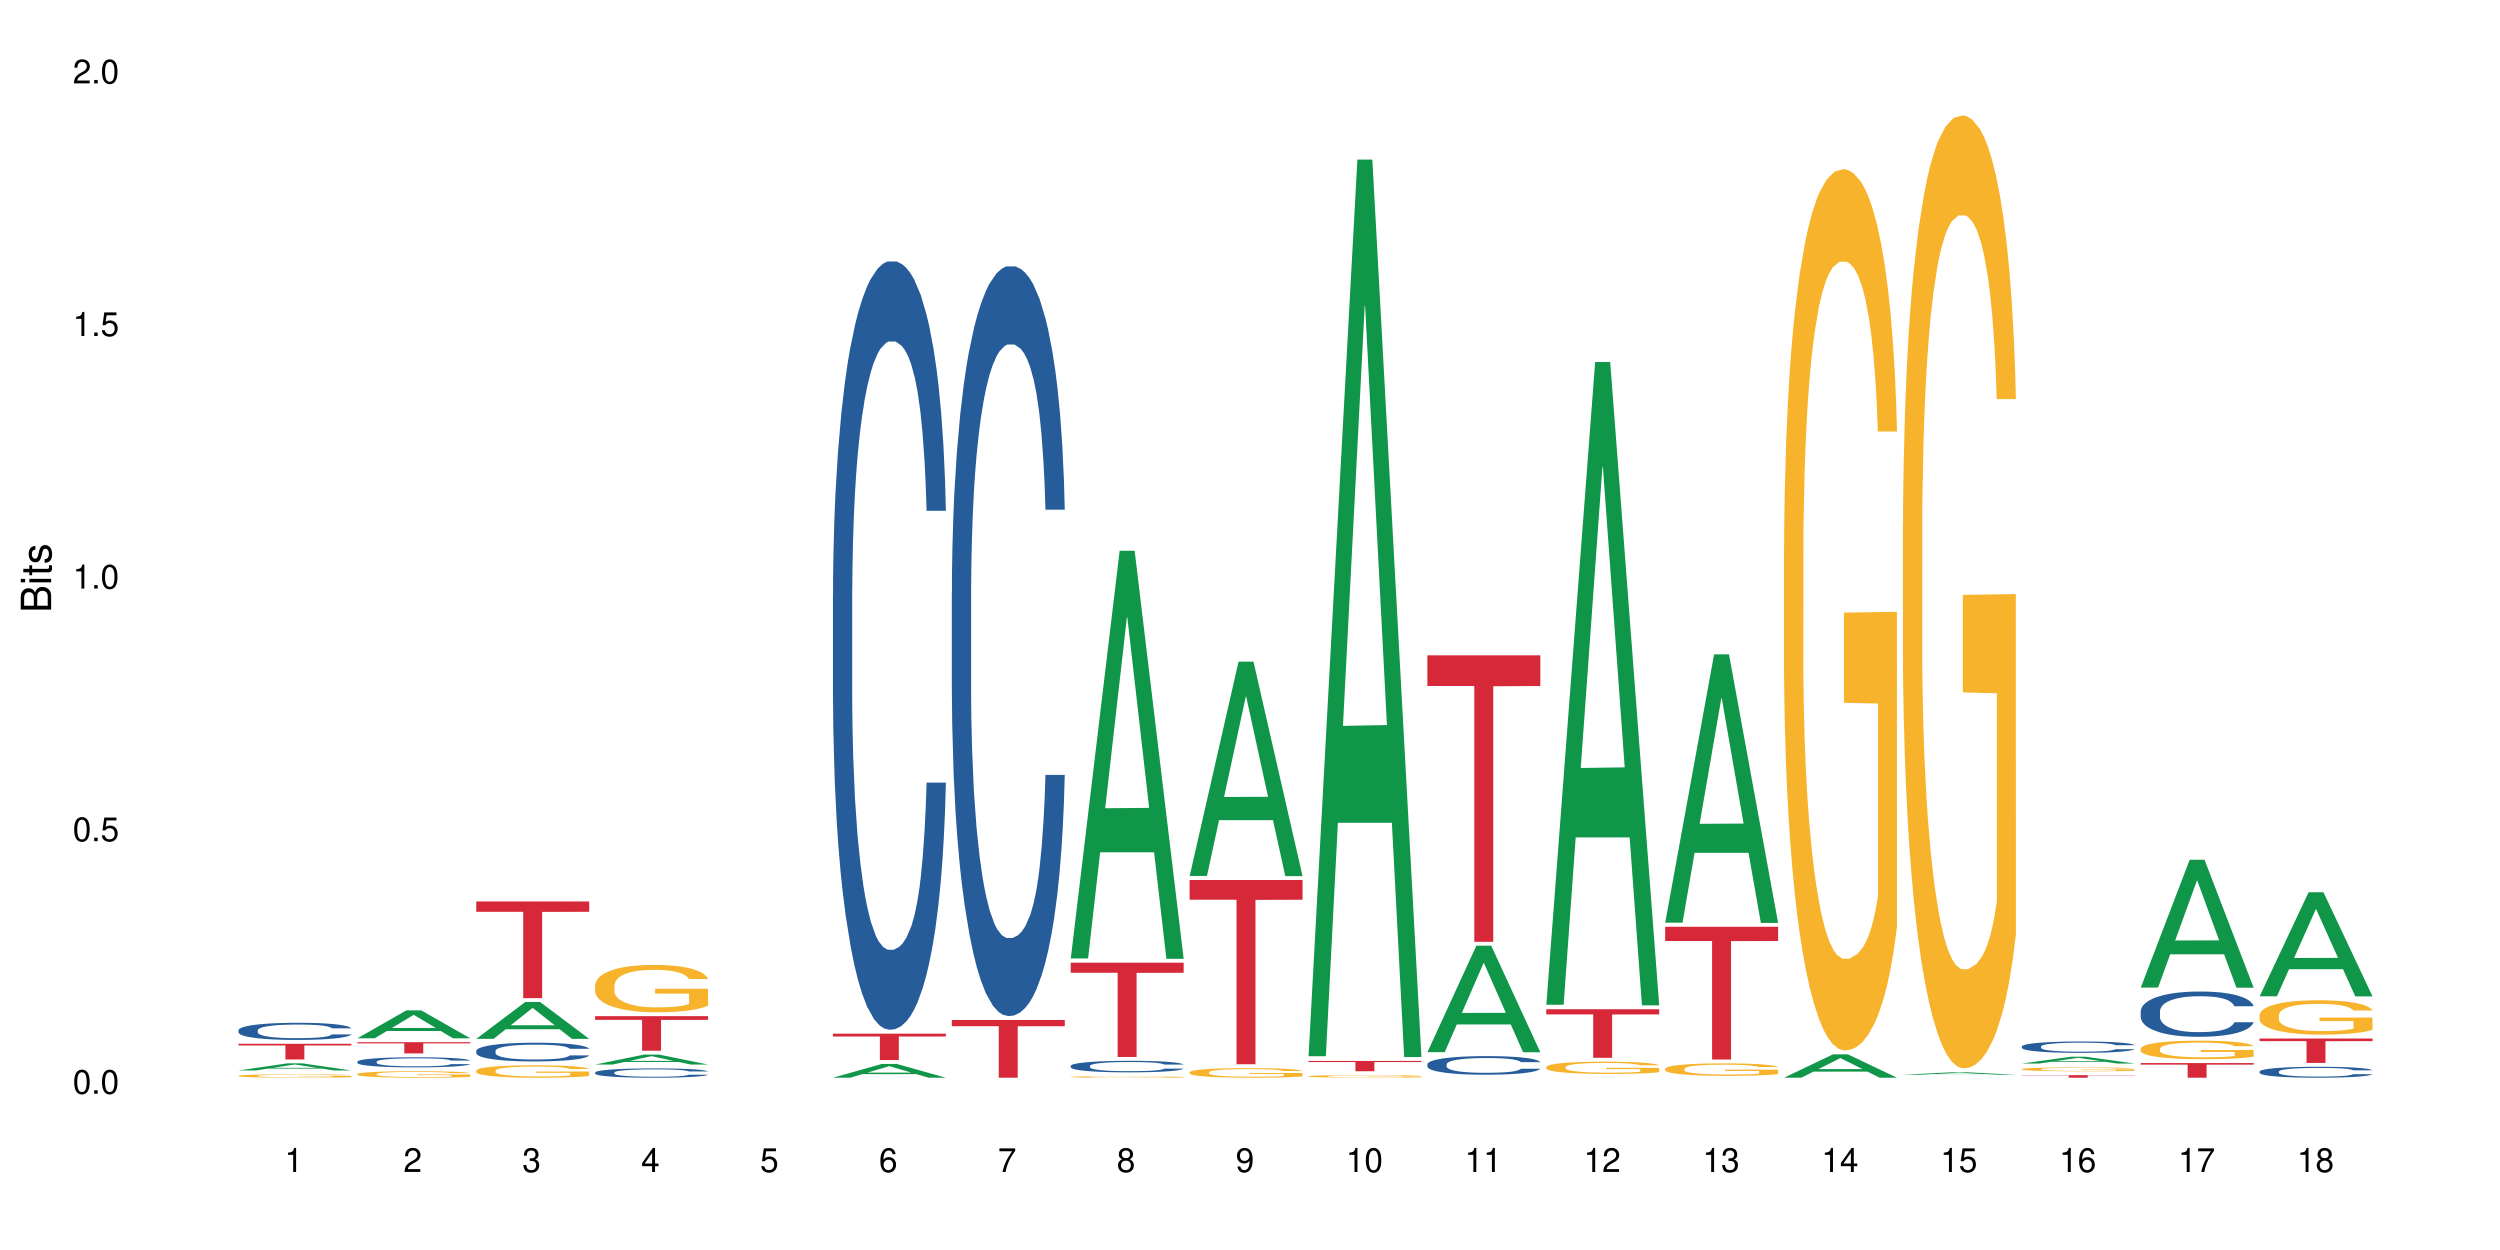 2.0
1.5
1.0
0.5
0.0
Bits
C T A G
A T C G
T A C G
G T A C
C A T
C T A
A T C G
A T G
A T G
T A C
A T G
A T G
G A
G A
C A G T
A C G T
A G T C
1 2 3 4 5 6 7 8 9 10 11 12 13 14 15 16 17 18